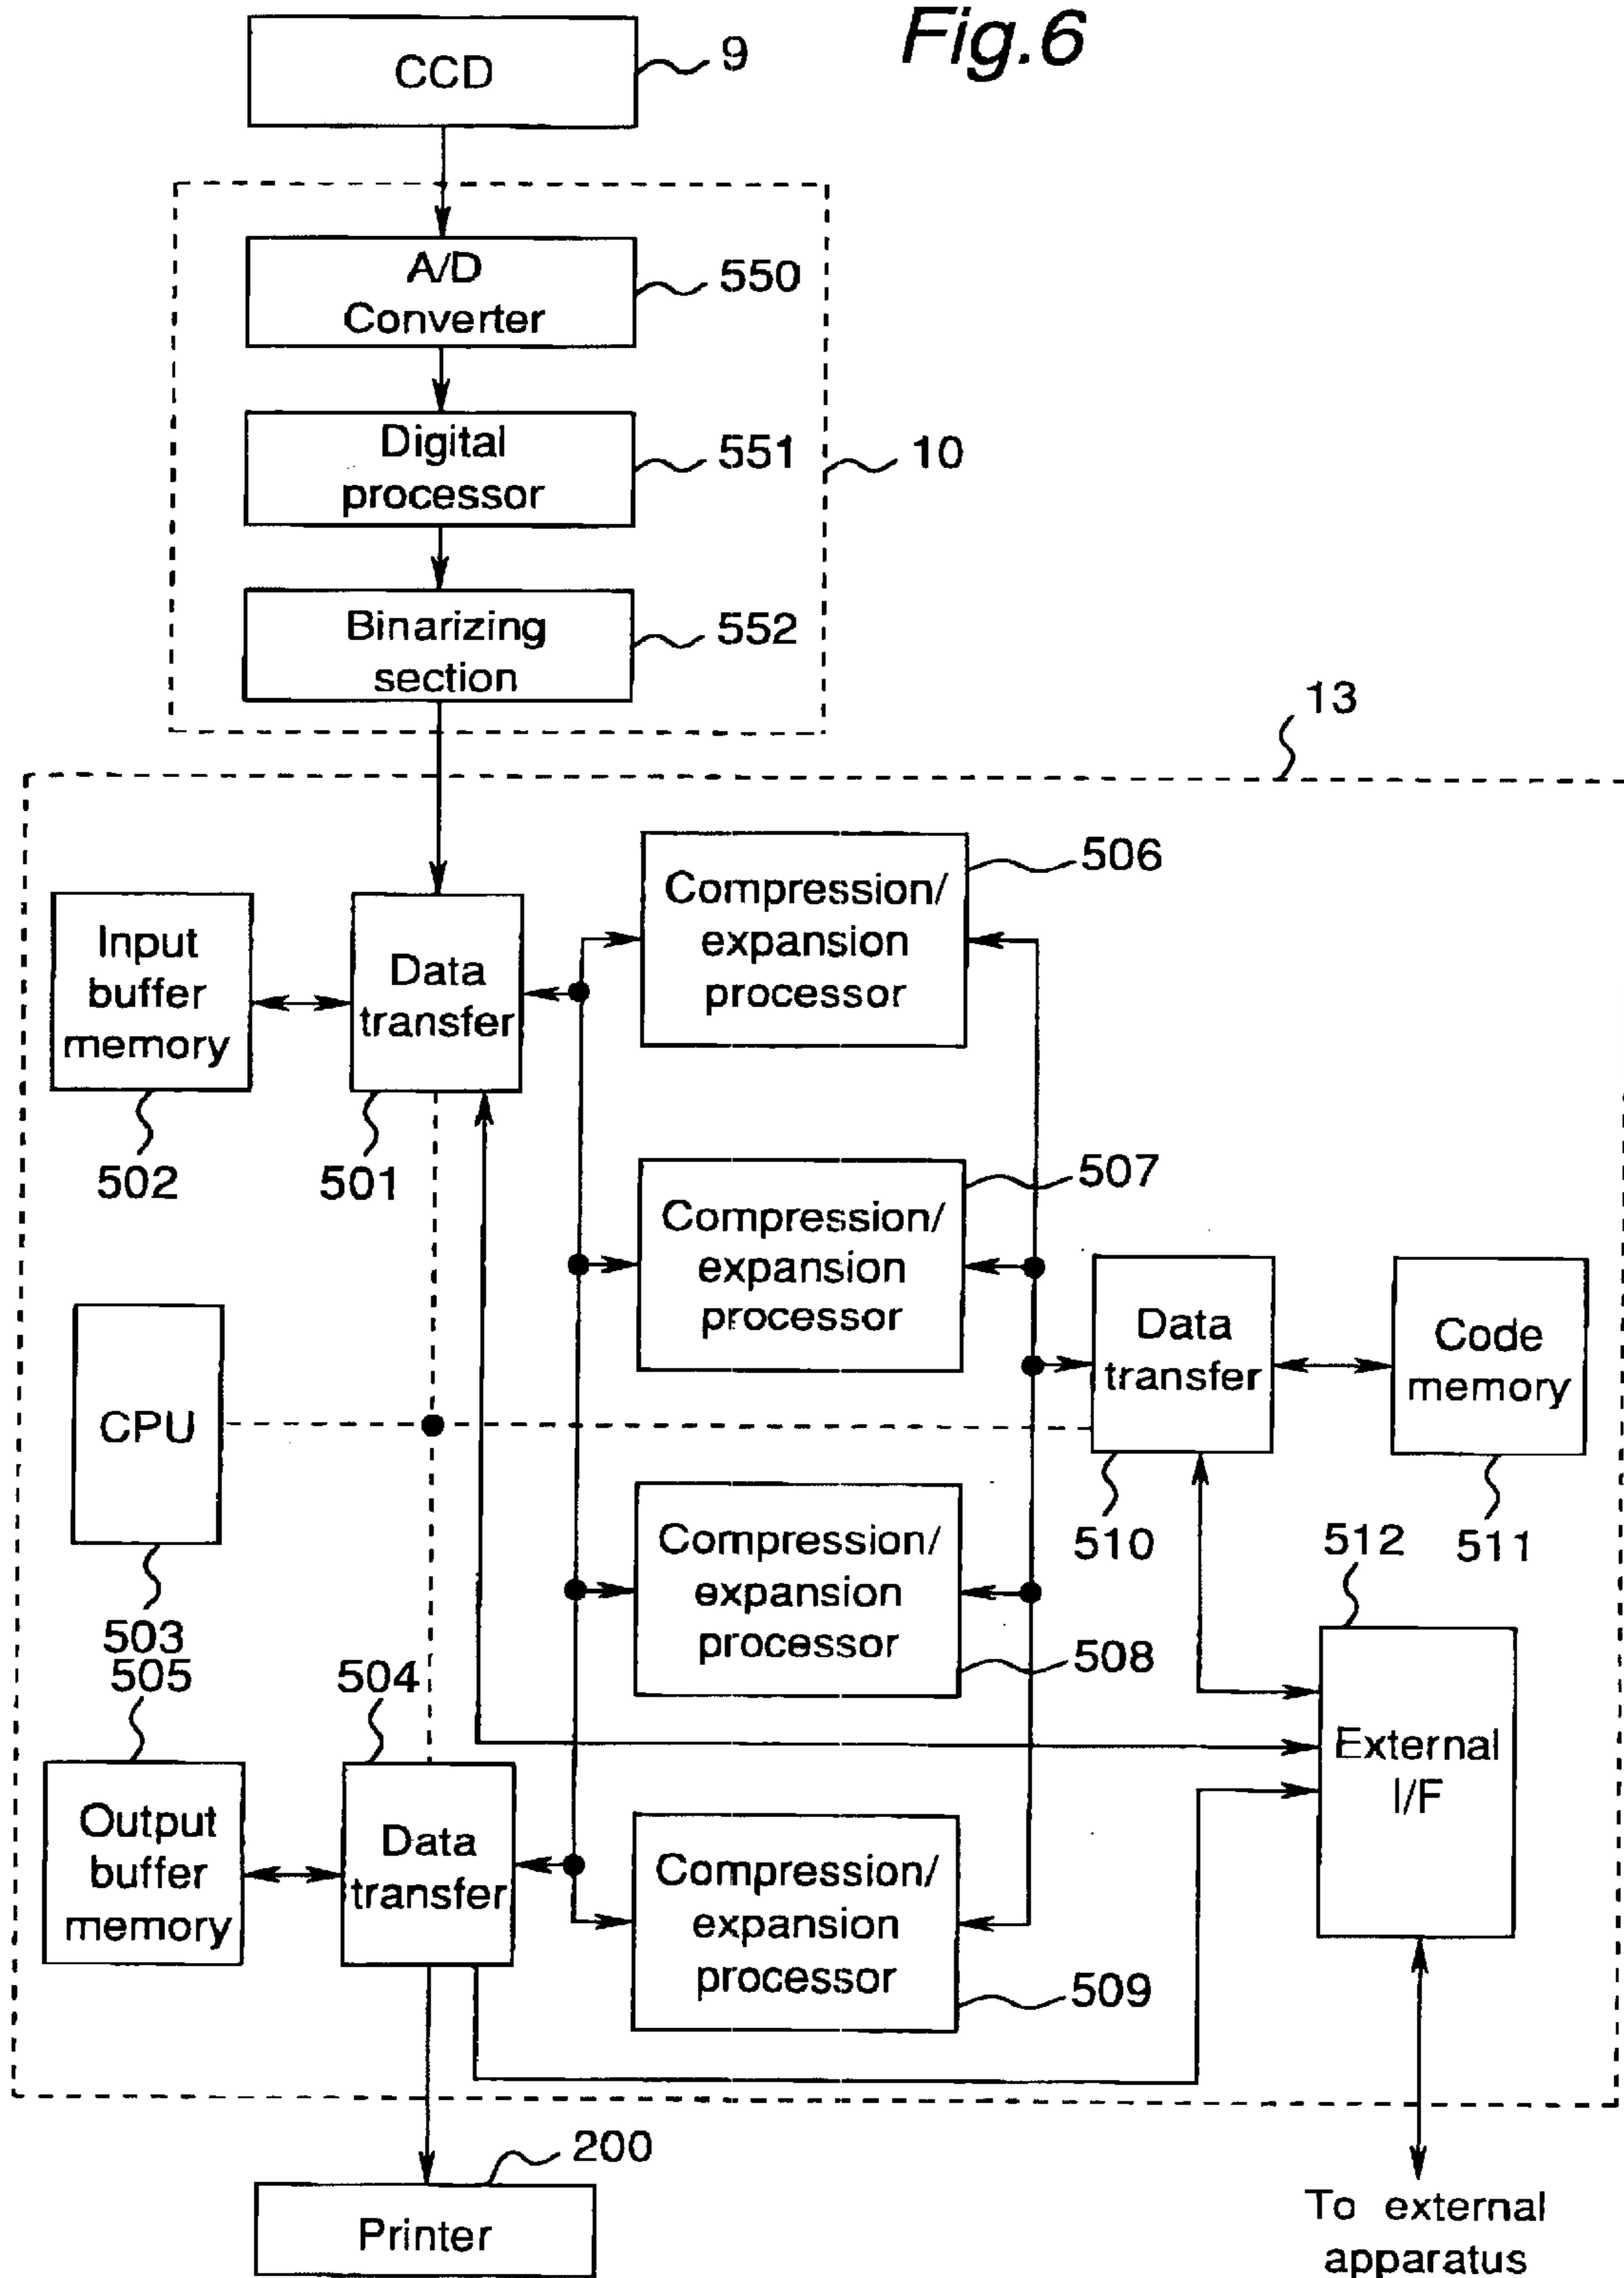 Fig.6
CCD
9
A/D
Converter
550
Digital
processor
551
10
Binarizing
section
552
13
Input
buffer
memory
502
Data
transfer
501
Compression/
expansion
processor
506
Compression/
expansion
processor
507
CPU
503
Data
transfer
510
Code
memory
511
Compression/
expansion
processor
508
512
External
I/F
505
Output
buffer
memory
504
Data
transfer
Compression/
expansion
processor
509
200
Printer
To external
apparatus